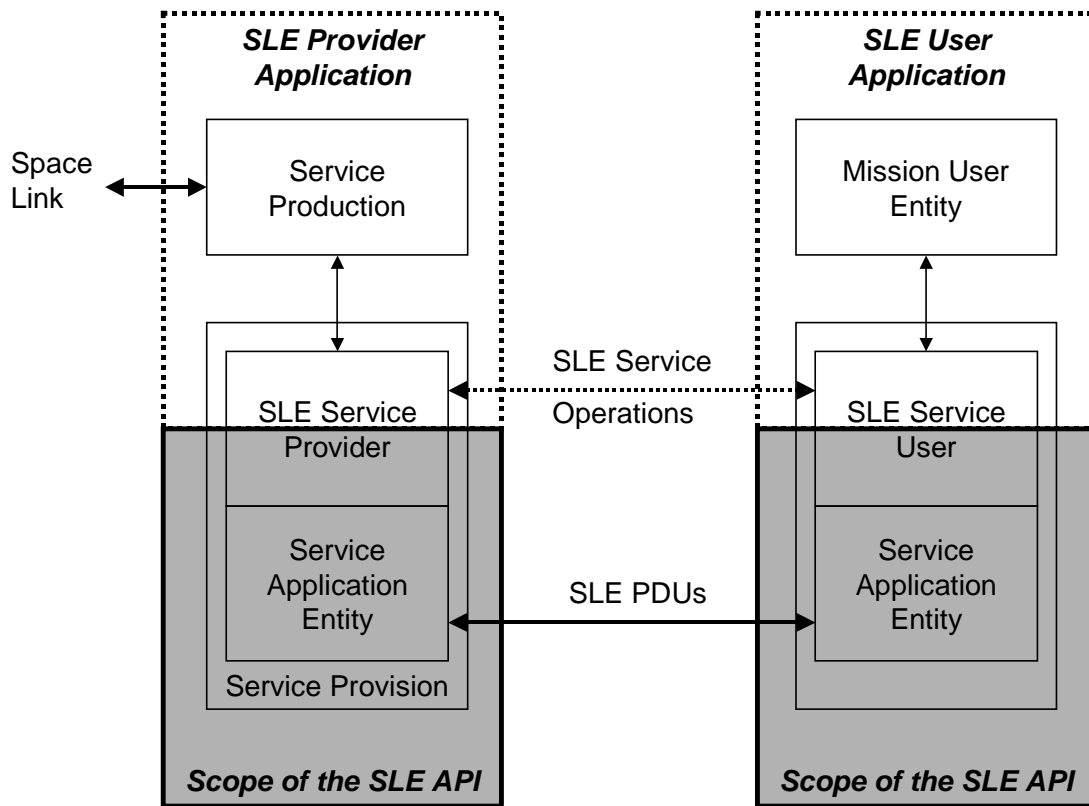 SLE Provider
Application
SLE User
Application
Space
Link
Service
Production
Mission User
Entity
SLE Service
Operations
SLE Service
Provider
SLE Service
User
Service
Application
Entity
SLE PDUs
Service
Application
Entity
Service Provision
Scope of the SLE API
Scope of the SLE API